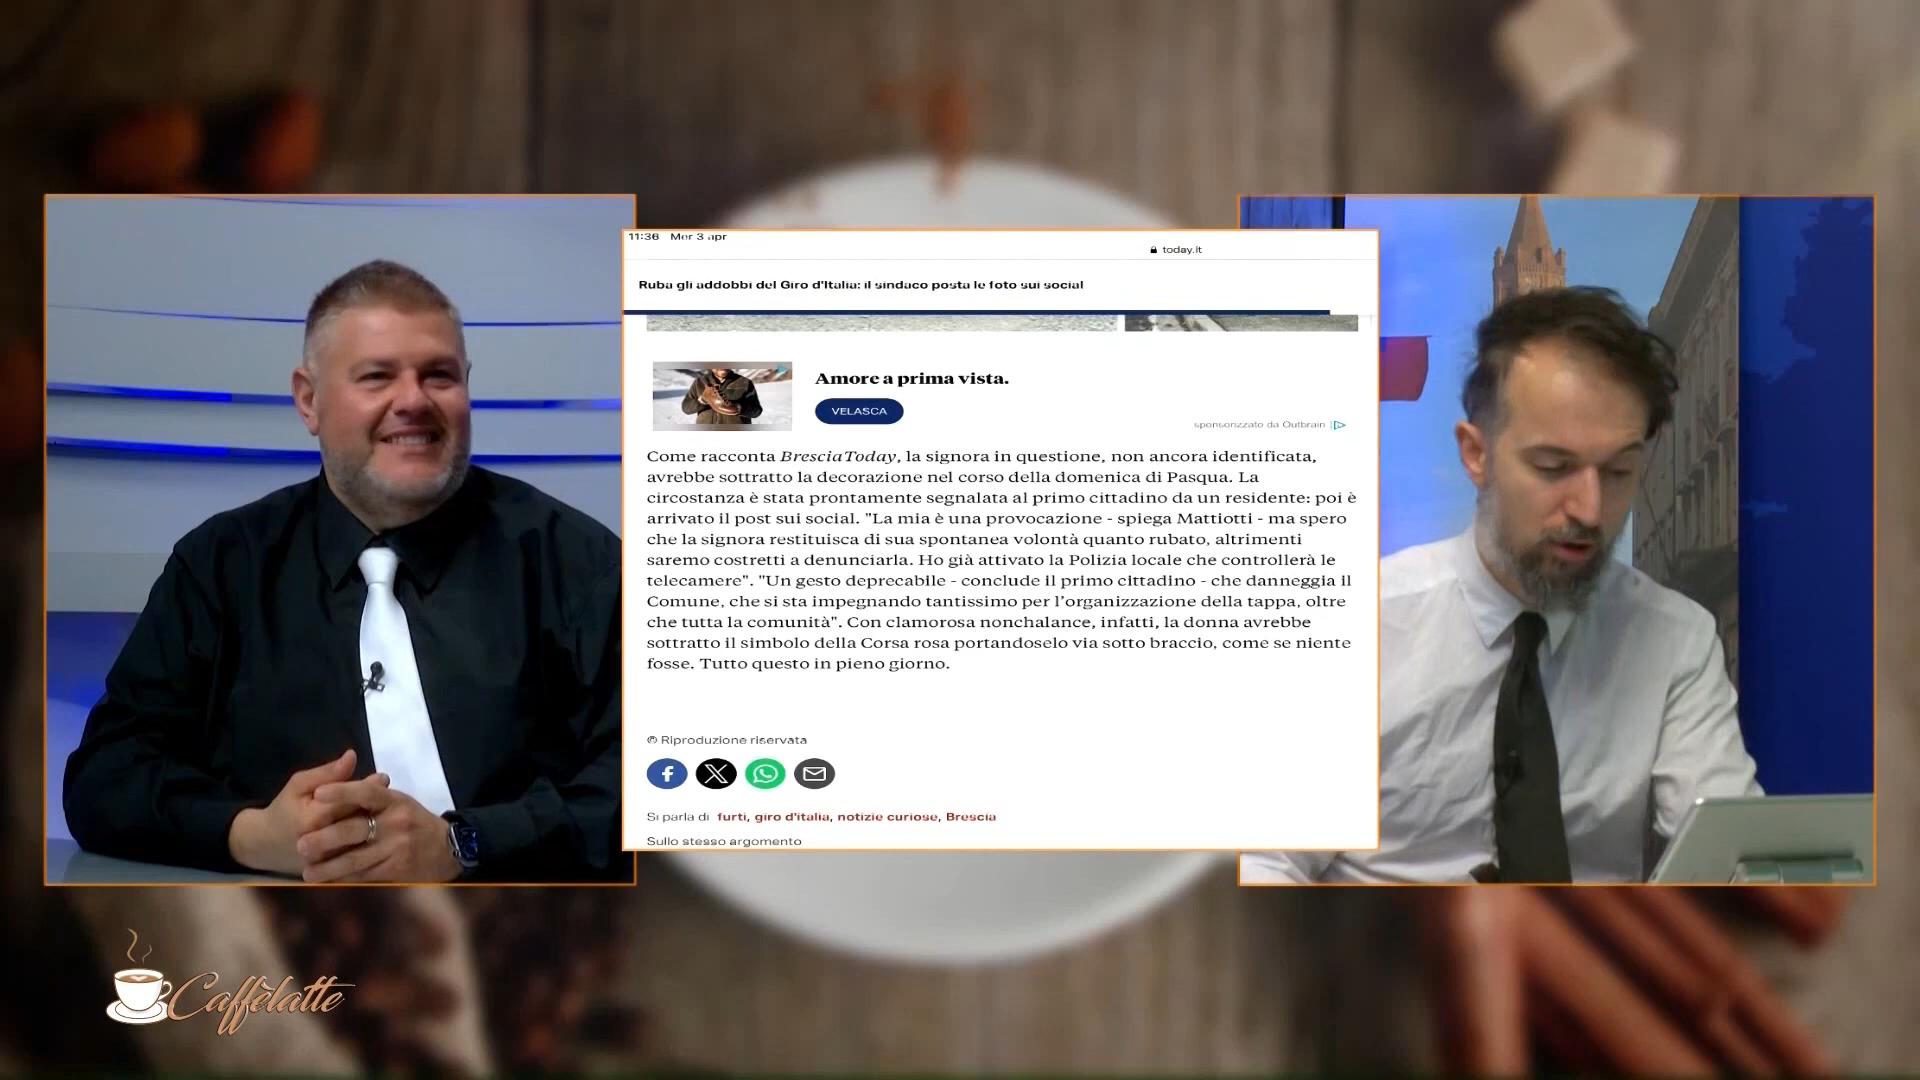 11:36 Mer 3 apr
today.it
Ruba gli addobbi del Giro d'Italia: il sindaco posta le foto sui social
Amore a prima vista.
VELASCA
sponsorizzato da Outbrain
Come racconta BresciaToday, la signora in questione, non ancora identificata,
avrebbe sottratto la decorazione nel corso della domenica di Pasqua. La
circostanza è stata prontamente segnalata al primo cittadino da un residente: poi è
arrivato il post sui social. "La mia è una provocazione - spiega Mattiotti - ma spero
che la signora restituisca di sua spontanea volontà quanto rubato, altrimenti
saremo costretti a denunciarla. Ho già attivato la Polizia locale che controllerà le
telecamere". "Un gesto deprecabile - conclude il primo cittadino - che danneggia il
Comune, che si sta impegnando tantissimo per l'organizzazione della tappa, oltre
che tutta la comunità". Con clamorosa nonchalance, infatti, la donna avrebbe
sottratto il simbolo della Corsa rosa portandoselo via sotto braccio, come se niente
fosse. Tutto questo in pieno giorno.
© Riproduzione riservata
Si parla di furti, giro d'italia, notizie curiose, Brescia
Sullo stesso argomento
Caffèlatte